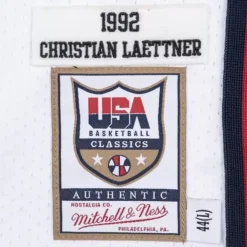 1992
CHRISTIAN LAETTNER
USA
BASKETBALL
CLASSICS
AUTHENTIC
NOSTALGIA CO.
Mitchell & Ness
PHILADELPHIA, PA.
44(L)